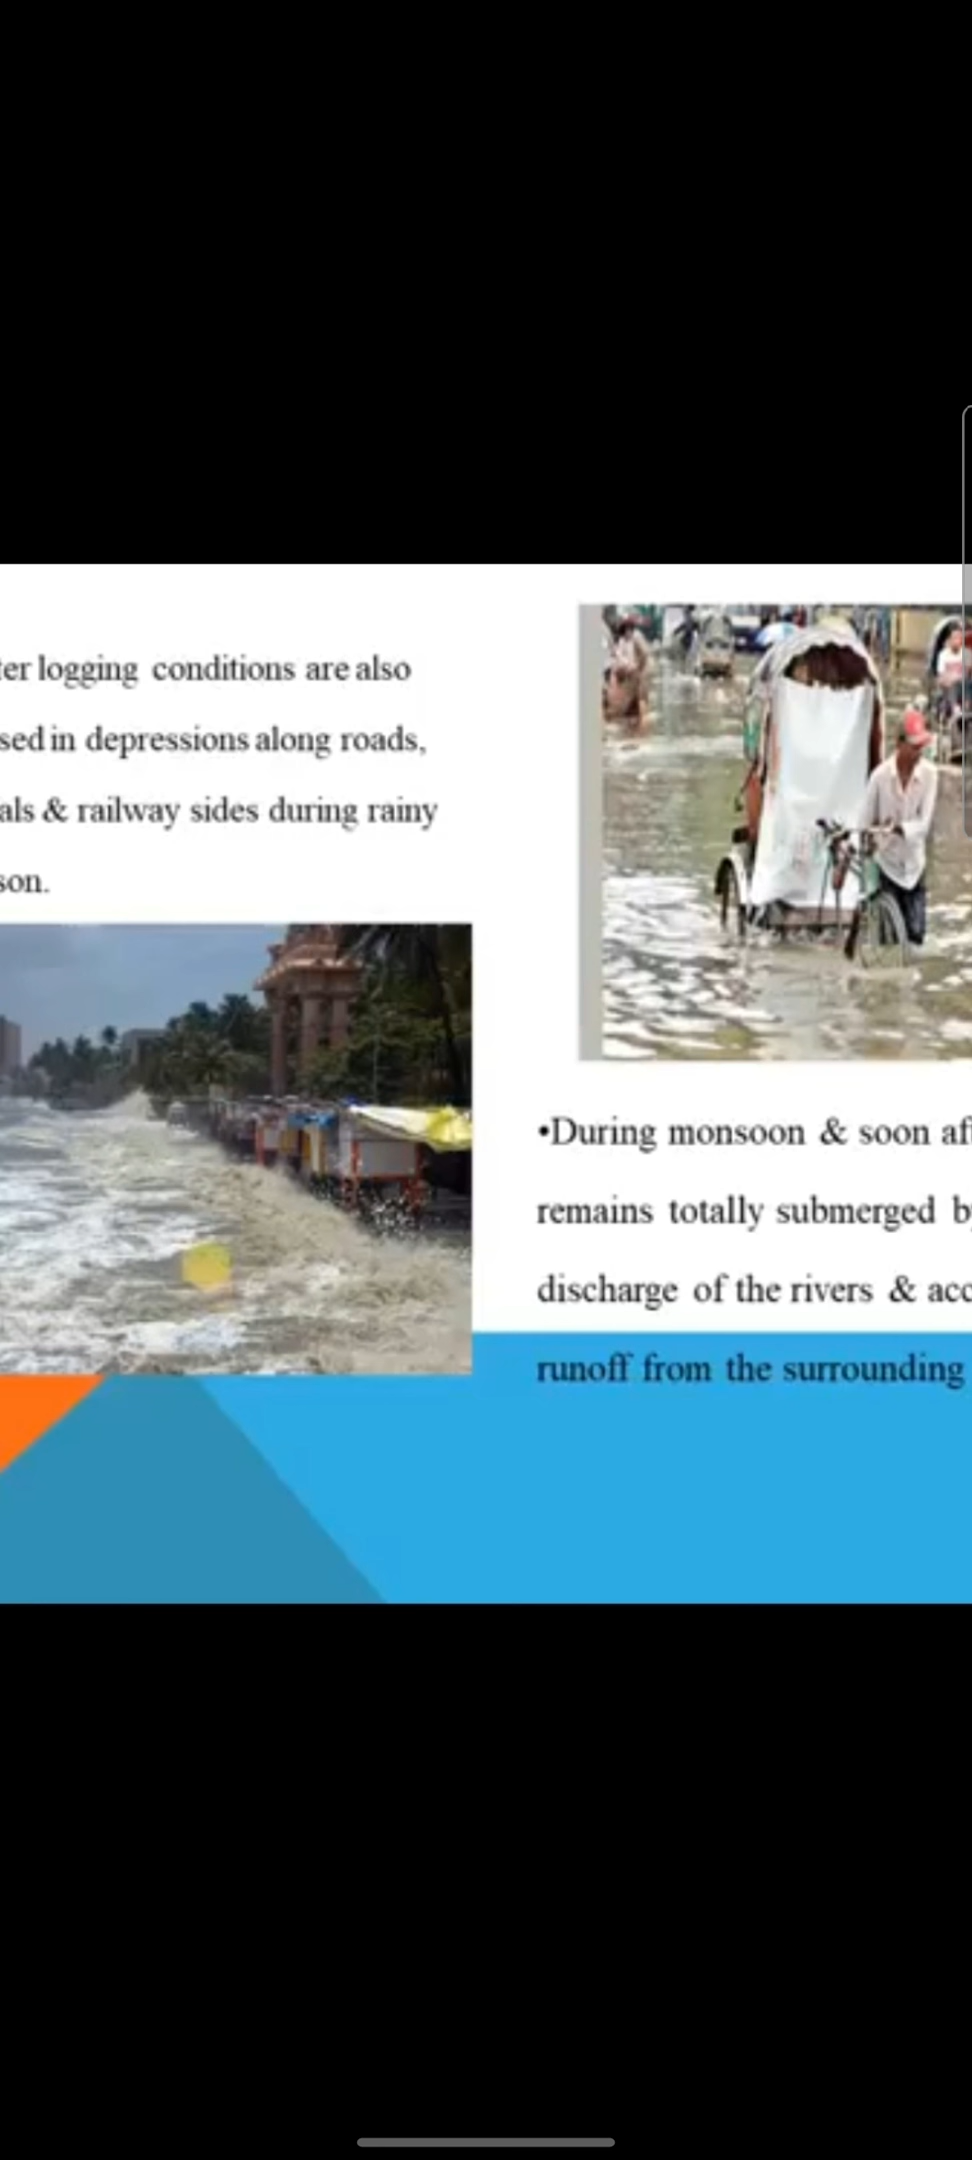 ter logging conditions are also
sed in depressions along roads,
als & railway sides during rainy
son.
•During monsoon & soon af
remains totally submerged b
discharge of the rivers & acc
runoff from the surrounding